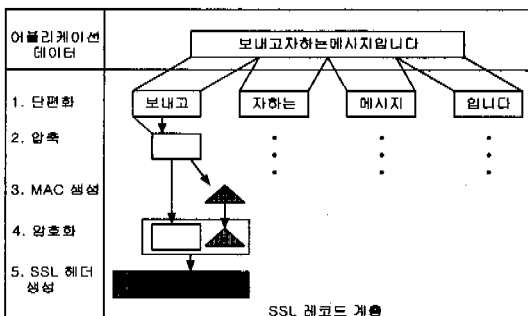 어플리케이션
데이터
보내고자하는메시지입니다
1. 단편화
보내고
자하는
메시지
입니다
2. 압축
3. MAC 생성
4. 암호화
5. SSL 헤더
생성
SSL 레코드 계층